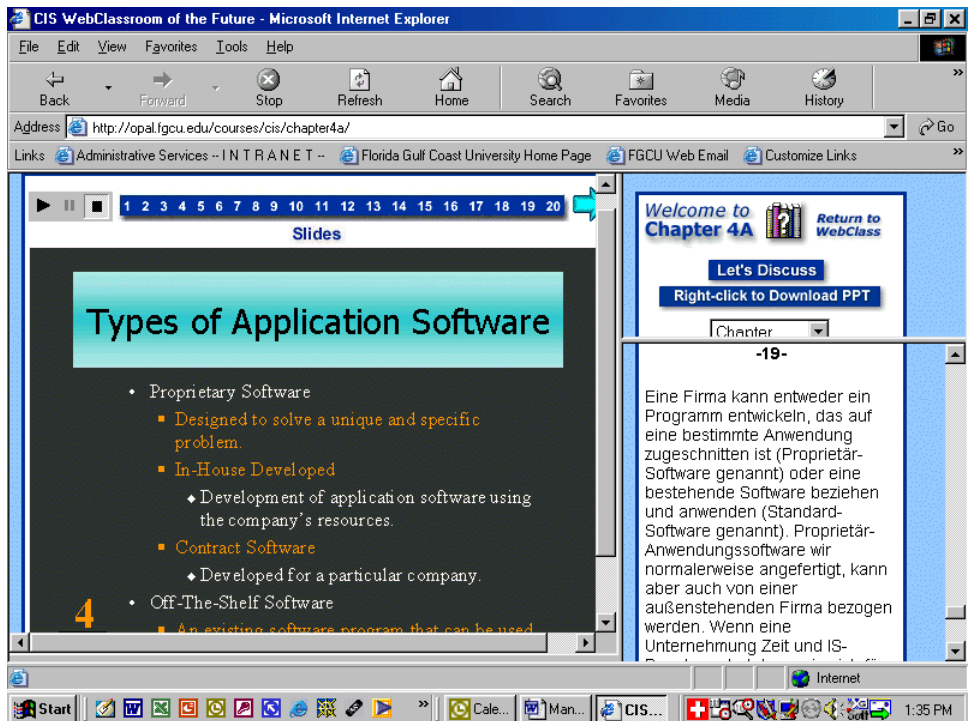 CIS WebClassroom of the Future - Microsoft Internet Explorer
File Edit View Favorites Tools Help
Back Forward Stop Refresh Home Search Favorites Media History »
Address http://opal.fgcu.edu/courses/cis/chapter4a/ Go
Links Administrative Services -- I N T R A N E T -- Florida Gulf Coast University Home Page FGCU Web Email Customize Links »
1 2 3 4 5 6 7 8 9 10 11 12 13 14 15 16 17 18 19 20
Slides
Types of Application Software
• Proprietary Software
Designed to solve a unique and specific
problem.
In-House Developed
Development of application software using
the company's resources.
Contract Software
Developed for a particular company.
4
• Off-The-Shelf Software
An existing software program that can be used
Welcome to
Chapter 4A
Return to
WebClass
Let's Discuss
Right-click to Download PPT
Chapter
-19-
Eine Firma kann entweder ein
Programm entwickeln, das auf
eine bestimmte Anwendung
zugeschnitten ist (Proprietär-
Software genannt) oder eine
bestehende Software beziehen
und anwenden (Standard-
Software genannt). Proprietär-
Anwendungssoftware wir
normalerweise angefertigt, kann
aber auch von einer
außenstehenden Firma bezogen
werden. Wenn eine
Unternehmung Zeit und IS-
Internet
Start » Cale... Man... CIS... 1:35 PM